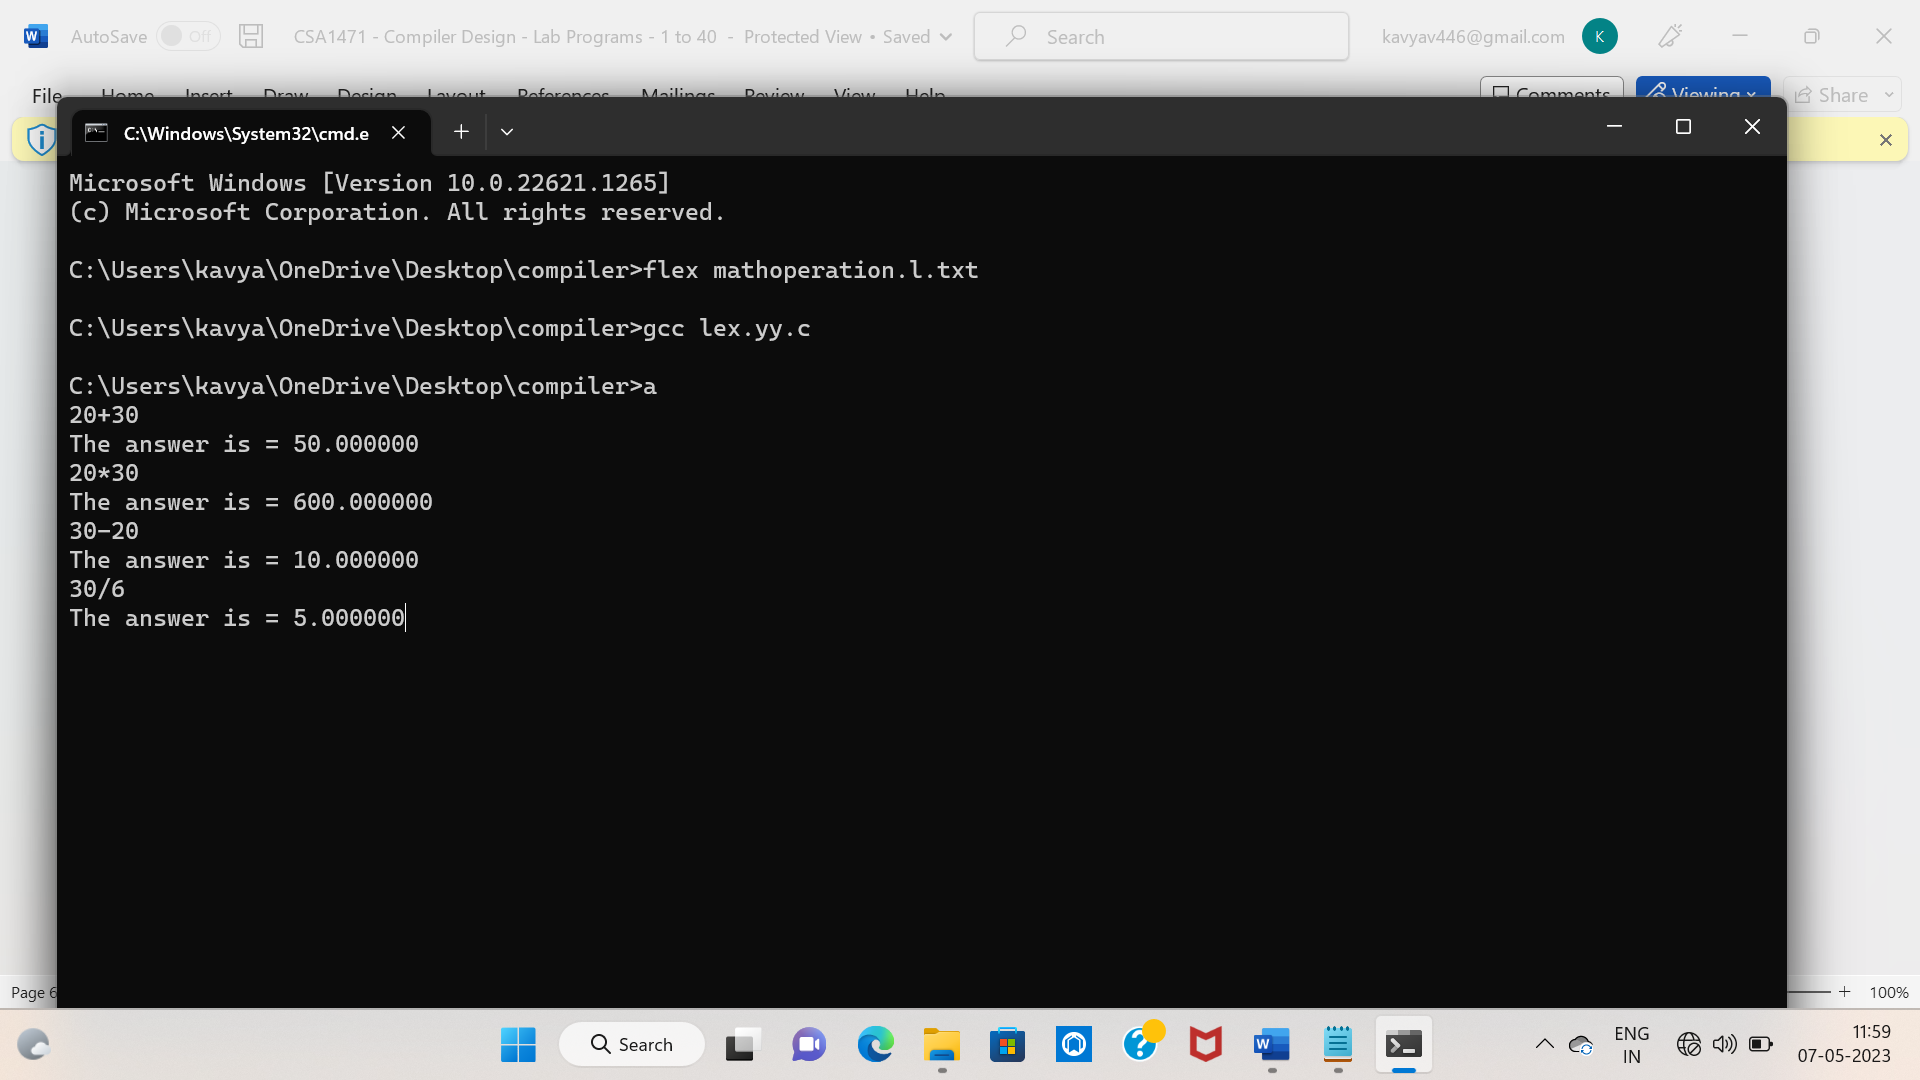 AutoSave Off CSA1471 - Compiler Design - Lab Programs - 1 to 40 - Protected View • Saved Search kavyav446@gmail.com K
File Home Insert Draw Design Layout References Mailings Review View Help Comments Viewing Share
C:\Windows\System32\cmd.e
Microsoft Windows [Version 10.0.22621.1265]
(c) Microsoft Corporation. All rights reserved.
C:\Users\kavya\OneDrive\Desktop\compiler>flex mathoperation.l.txt
C:\Users\kavya\OneDrive\Desktop\compiler>gcc lex.yy.c
C:\Users\kavya\OneDrive\Desktop\compiler>a
20+30
The answer is = 50.000000
20*30
The answer is = 600.000000
30-20
The answer is = 10.000000
30/6
The answer is = 5.000000
Page 6 100%
Search
ENG
IN
11:59
07-05-2023